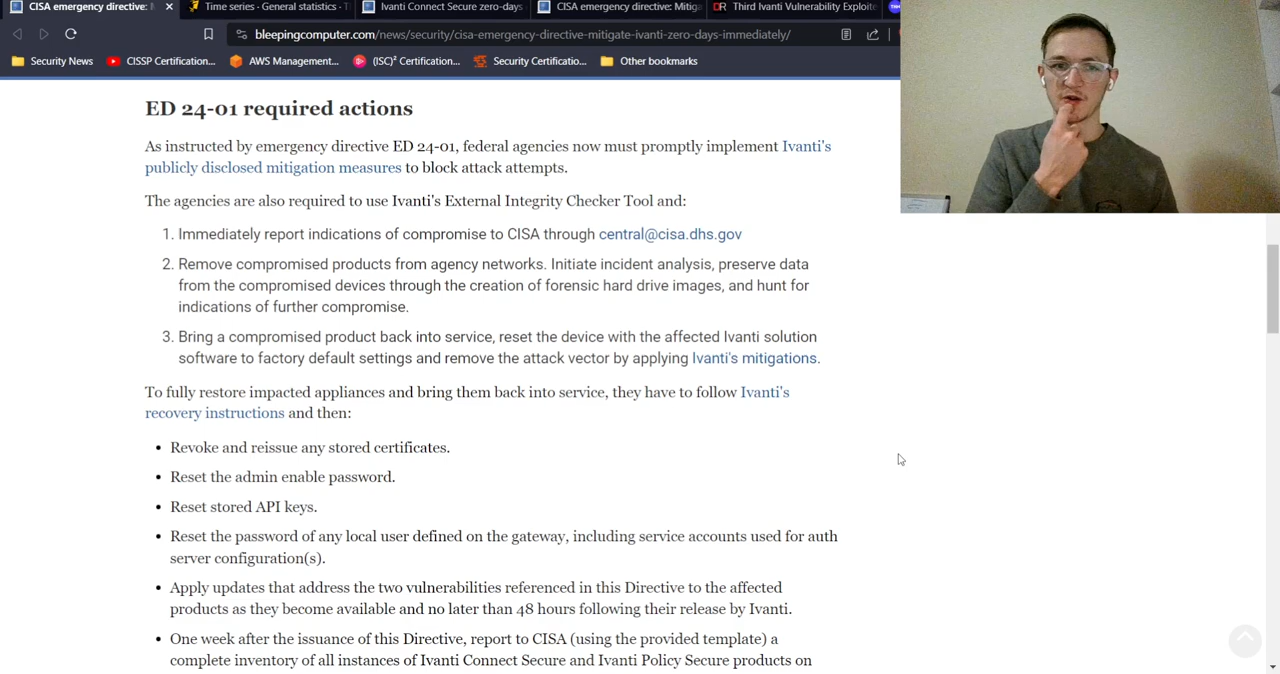 CISA emergency directive: M
Time series · General statistics · T
Ivanti Connect Secure zero-days
CISA emergency directive: Mitiga
DR Third Ivanti Vulnerability Exploite
bleepingcomputer.com/news/security/cisa-emergency-directive-mitigate-ivanti-zero-days-immediately/
Security News
CISSP Certification...
AWS Management...
(ISC)² Certification...
Security Certificatio...
Other bookmarks
ED 24-01 required actions
As instructed by emergency directive ED 24-01, federal agencies now must promptly implement Ivanti's
publicly disclosed mitigation measures to block attack attempts.
The agencies are also required to use Ivanti's External Integrity Checker Tool and:
1. Immediately report indications of compromise to CISA through central@cisa.dhs.gov
2. Remove compromised products from agency networks. Initiate incident analysis, preserve data
from the compromised devices through the creation of forensic hard drive images, and hunt for
indications of further compromise.
3. Bring a compromised product back into service, reset the device with the affected Ivanti solution
software to factory default settings and remove the attack vector by applying Ivanti's mitigations.
To fully restore impacted appliances and bring them back into service, they have to follow Ivanti's
recovery instructions and then:
• Revoke and reissue any stored certificates.
• Reset the admin enable password.
• Reset stored API keys.
• Reset the password of any local user defined on the gateway, including service accounts used for auth
server configuration(s).
• Apply updates that address the two vulnerabilities referenced in this Directive to the affected
products as they become available and no later than 48 hours following their release by Ivanti.
• One week after the issuance of this Directive, report to CISA (using the provided template) a
complete inventory of all instances of Ivanti Connect Secure and Ivanti Policy Secure products on